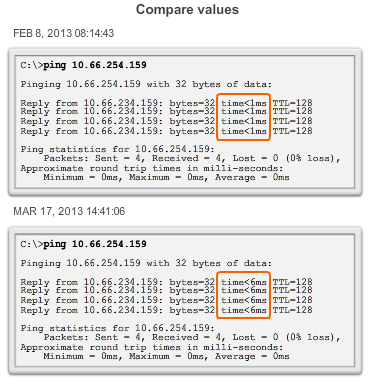 Compare values
FEB 8, 2013 08:14:43
C:\>ping 10.66.254.159
Pinging 10.66.254.159 with 32 bytes of data:
Reply from 10.66.234.159: bytes=32 time<1ms TTL=128
Reply from 10.66.234.159: bytes=32 time<1ms TTL=128
Reply from 10.66.234.159: bytes=32 time<1ms TTL=128
Reply from 10.66.234.159: bytes=32 time<1ms TTL=128
Ping statistics for 10.66.254.159:
Packets: Sent = 4, Received = 4, Lost = 0 (0% loss),
Approximate round trip times in milli-seconds:
Minimum = 0ms, Maximum = 0ms, Average = 0ms
MAR 17, 2013 14:41:06
C:\>ping 10.66.254.159
Pinging 10.66.254.159 with 32 bytes of data:
Reply from 10.66.234.159: bytes=32 time<6ms TTL=128
Reply from 10.66.234.159: bytes=32 time<6ms TTL=128
Reply from 10.66.234.159: bytes=32 time<6ms TTL=128
Reply from 10.66.234.159: bytes=32 time<6ms TTL=128
Ping statistics for 10.66.254.159:
Packets: Sent = 4, Received = 4, Lost = 0 (0% loss),
Approximate round trip times in milli-seconds:
Minimum = 0ms, Maximum = 0ms, Average = 0ms